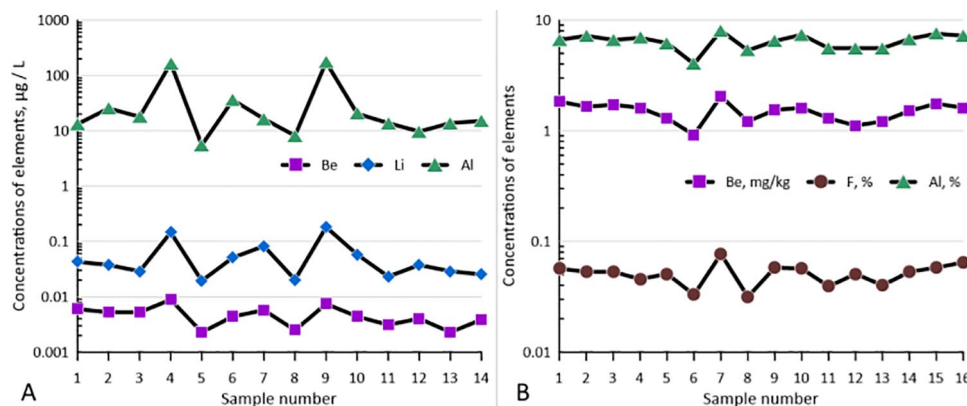 A
Concentrations of elements, µg / L
1000
100
10
1
0.1
0.01
0.001
Be Li Al
1 2 3 4 5 6 7 8 9 10 11 12 13 14
Sample number
B
Concentrations of elements
10
1
0.1
0.01
Be, mg/kg F, % Al, %
1 2 3 4 5 6 7 8 9 10 11 12 13 14 15 16
Sample number